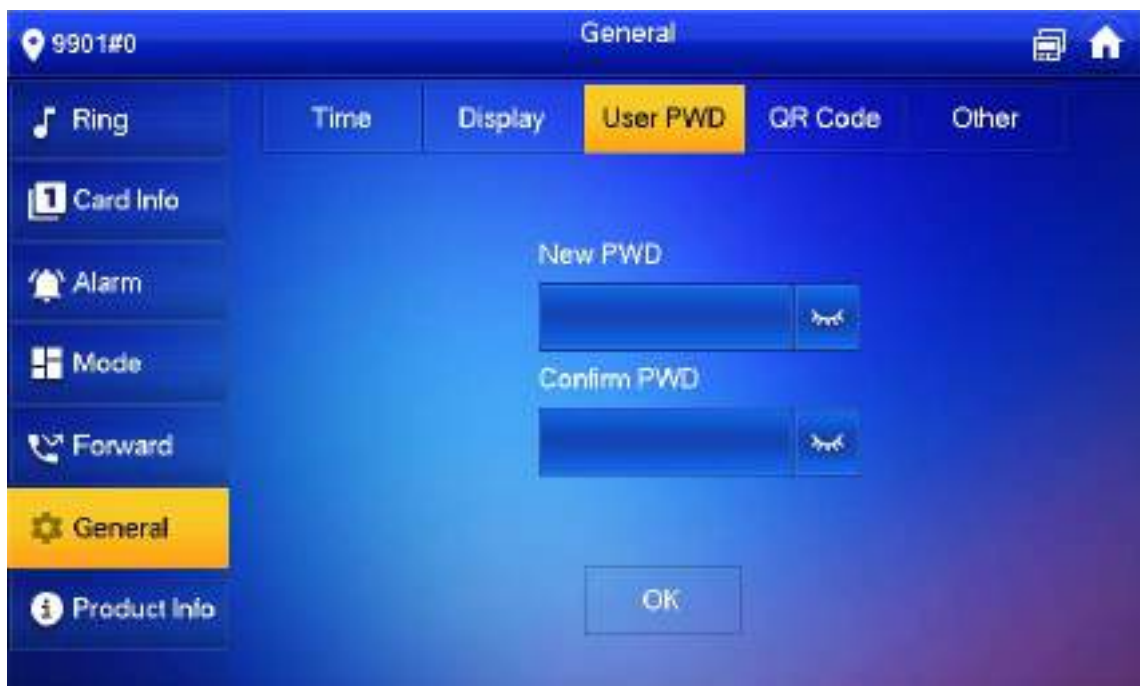 9901#0
General
Ring
Card Info
Alarm
Mode
Forward
General
Product Info
Time
Display
User PWD
QR Code
Other
New PWD
Confirm PWD
OK